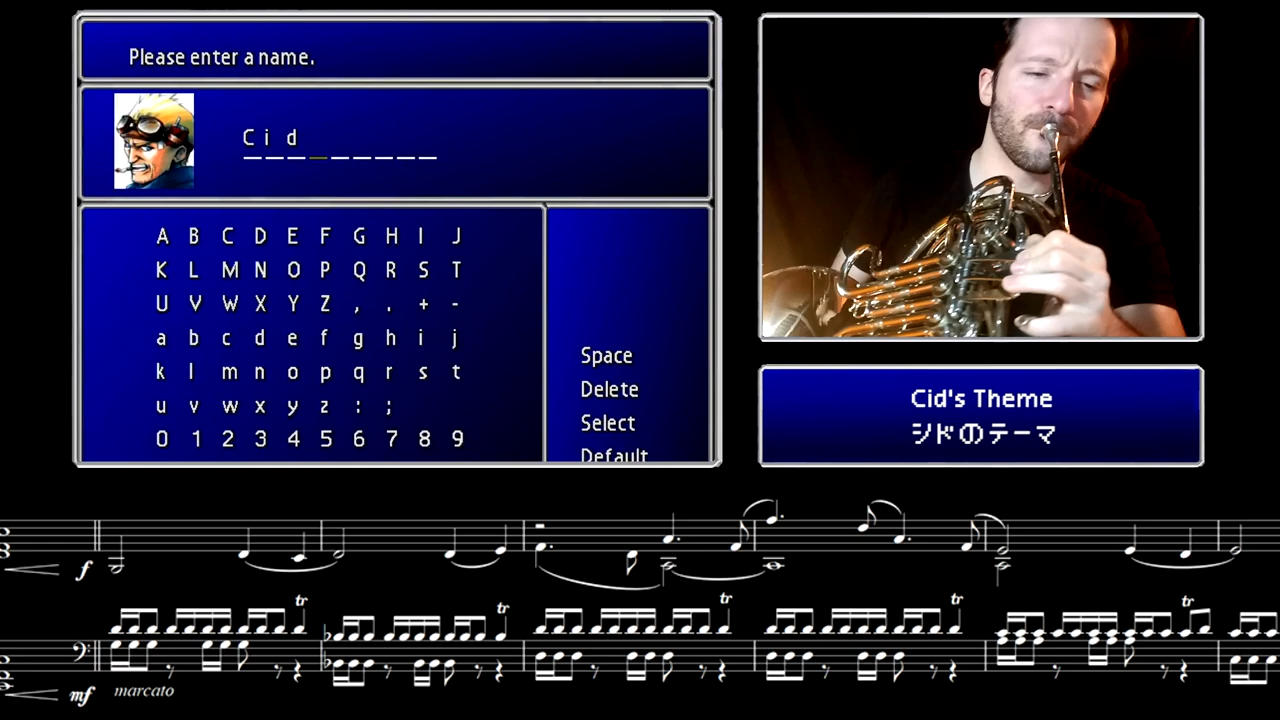 Please enter a name.
Cid
A B C D E F G H I J
K L M N O P Q R S T
U V W X Y Z , . + -
a b c d e f g h i j
k l m n o p q r s t
u v w x y z : ;
0 1 2 3 4 5 6 7 8 9
Space
Delete
Select
Default
Cid's Theme
シドのテーマ
f
tr tr tr tr tr
mf marcato